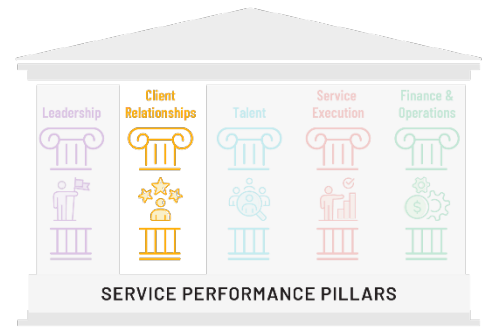 Leadership
Client
Relationships
Talent
Service
Execution
Finance &
Operations
$
SERVICE PERFORMANCE PILLARS